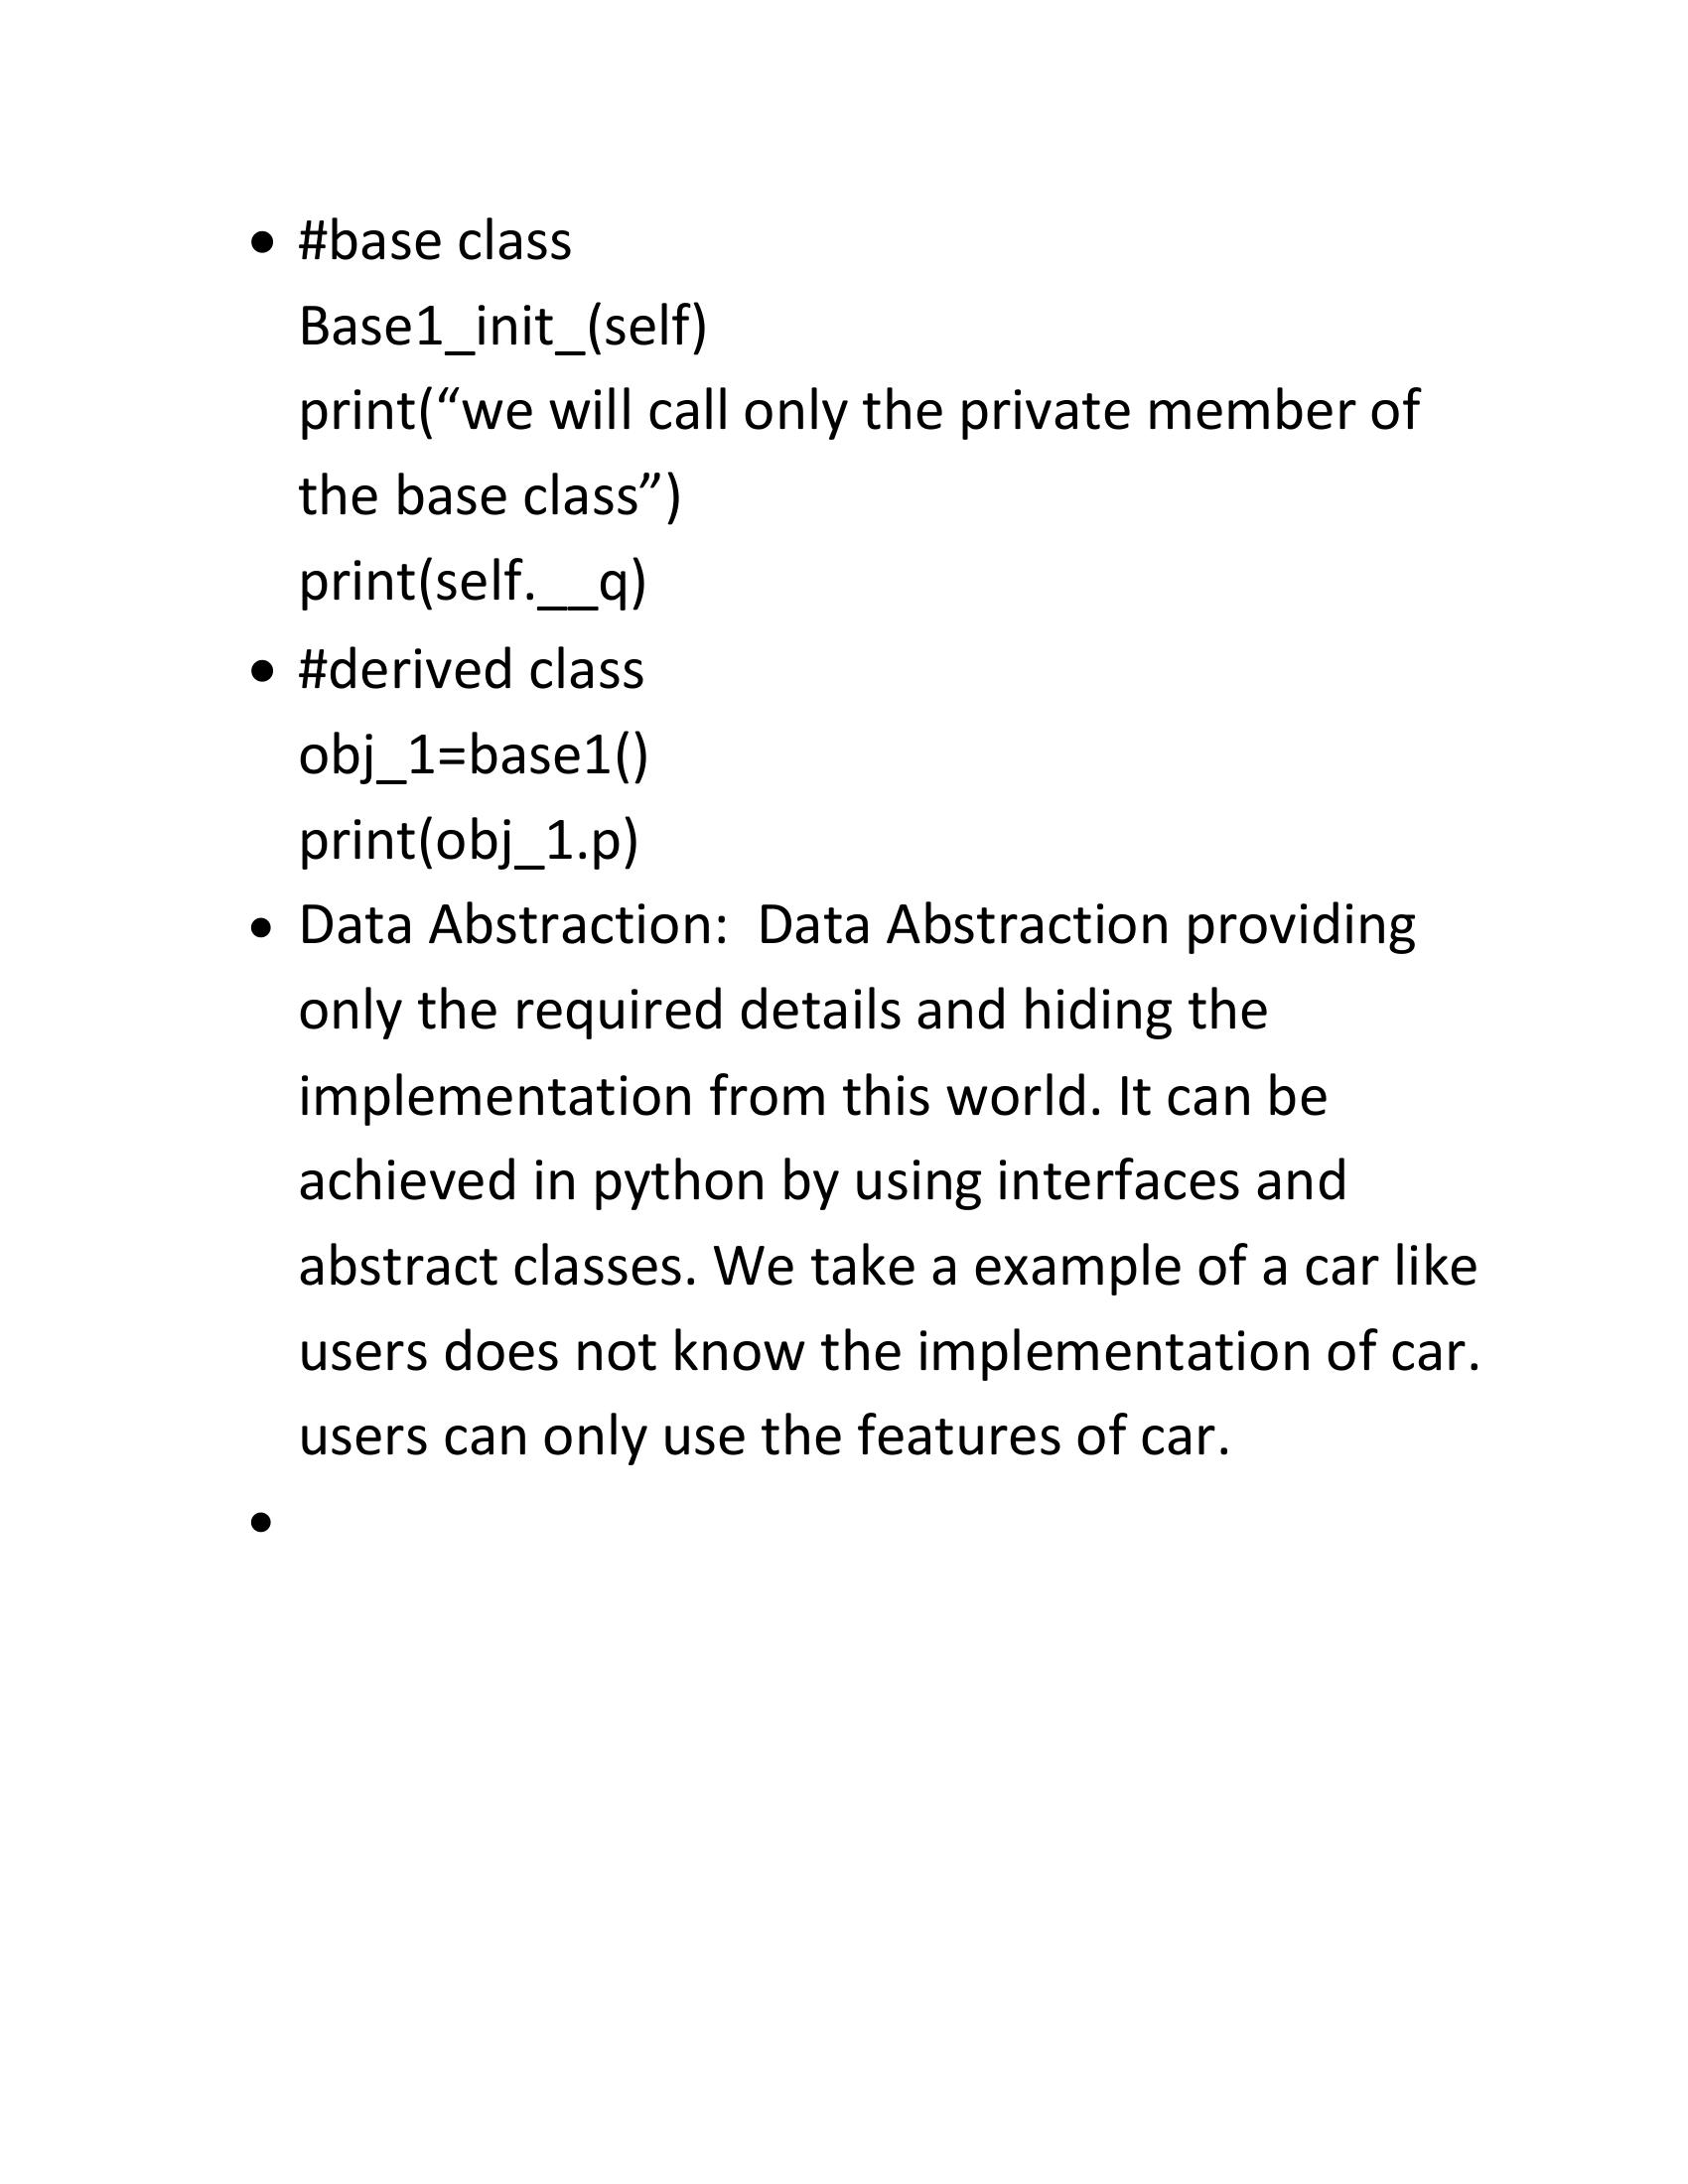 • #base class
Base1_init_(self)
print(“we will call only the private member of
the base class”)
print(self.__q)
• #derived class
obj_1=base1()
print(obj_1.p)
• Data Abstraction:  Data Abstraction providing
only the required details and hiding the
implementation from this world. It can be
achieved in python by using interfaces and
abstract classes. We take a example of a car like
users does not know the implementation of car.
users can only use the features of car.
•